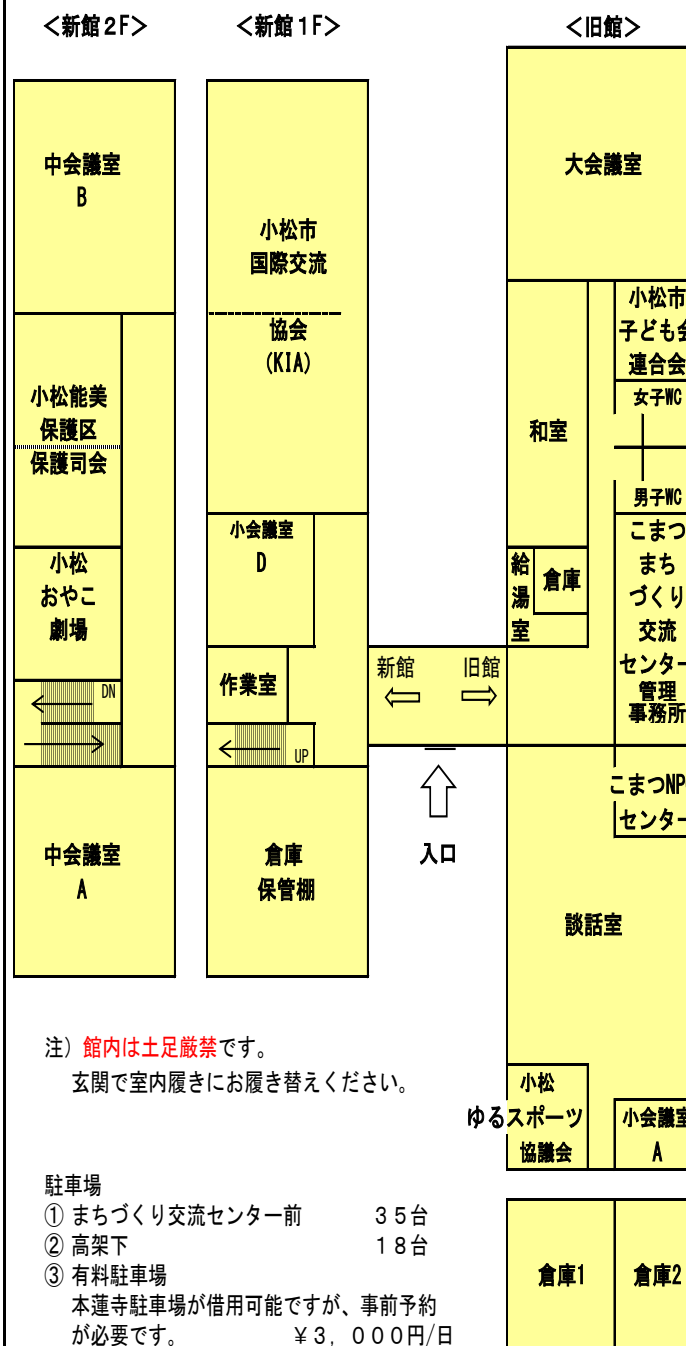 <新館2F>
<新館1F>
<旧館>
中会議室
B
小松能美
保護区
保護司会
小松
おやこ
劇場
DN
中会議室
A
小松市
国際交流
協会
(KIA)
小会議室
D
作業室
UP
倉庫
保管棚
新館
旧館
入口
大会議室
小松市
子ども会
連合会
女子WC
和室
男子WC
給湯室
倉庫
こまつ
まち
づくり
交流
センター
管理
事務所
こまつNP
センター
談話室
小松
ゆるスポーツ
協議会
小会議室
A
倉庫1
倉庫2
注）館内は土足厳禁です。
玄関で室内履きにお履き替えください。
駐車場
① まちづくり交流センター前 35台
② 高架下 18台
③ 有料駐車場
本蓮寺駐車場が借用可能ですが、事前予約
が必要です。 ¥3，000円/日